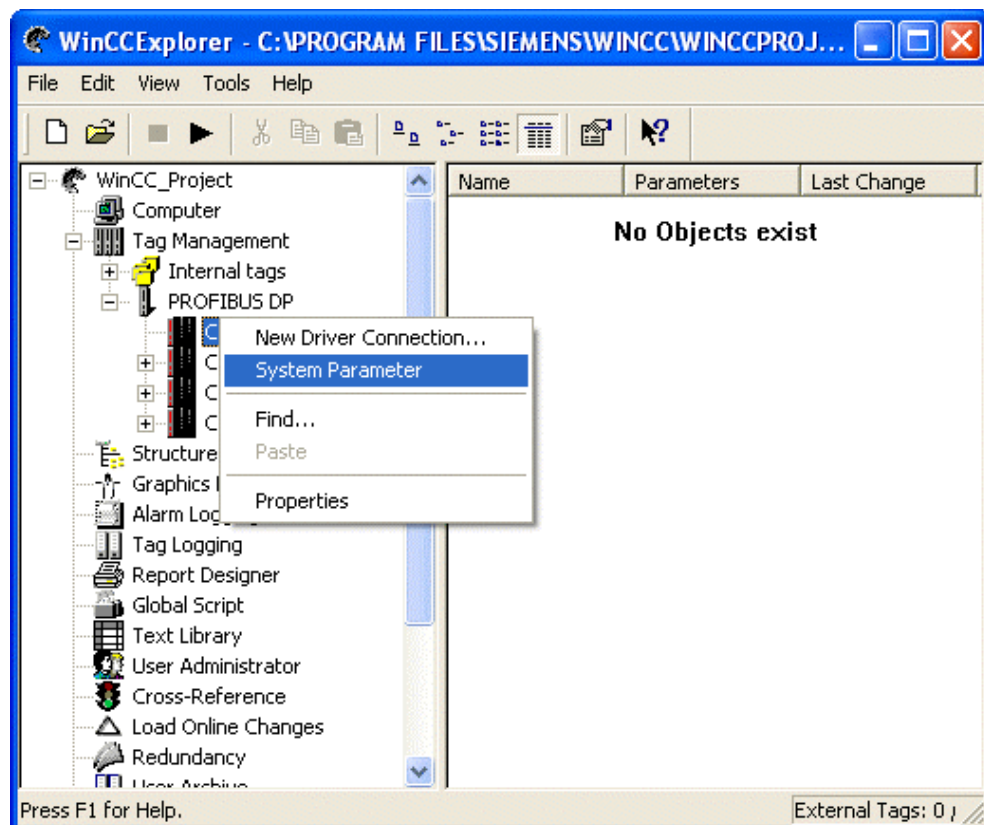 WinCCExplorer - C:\PROGRAM FILES\SIEMENS\WINCC\WINCCPROJ...
File Edit View Tools Help
WinCC_Project
Computer
Tag Management
Internal tags
PROFIBUS DP
C
C
C
C
Structure
Graphics
Alarm
Tag Logging
Report Designer
Global Script
Text Library
User Administrator
Cross-Reference
Load Online Changes
Redundancy
User Archive
New Driver Connection...
System Parameter
Find...
Paste
Properties
Name Parameters Last Change
No Objects exist
Press F1 for Help.
External Tags: 0